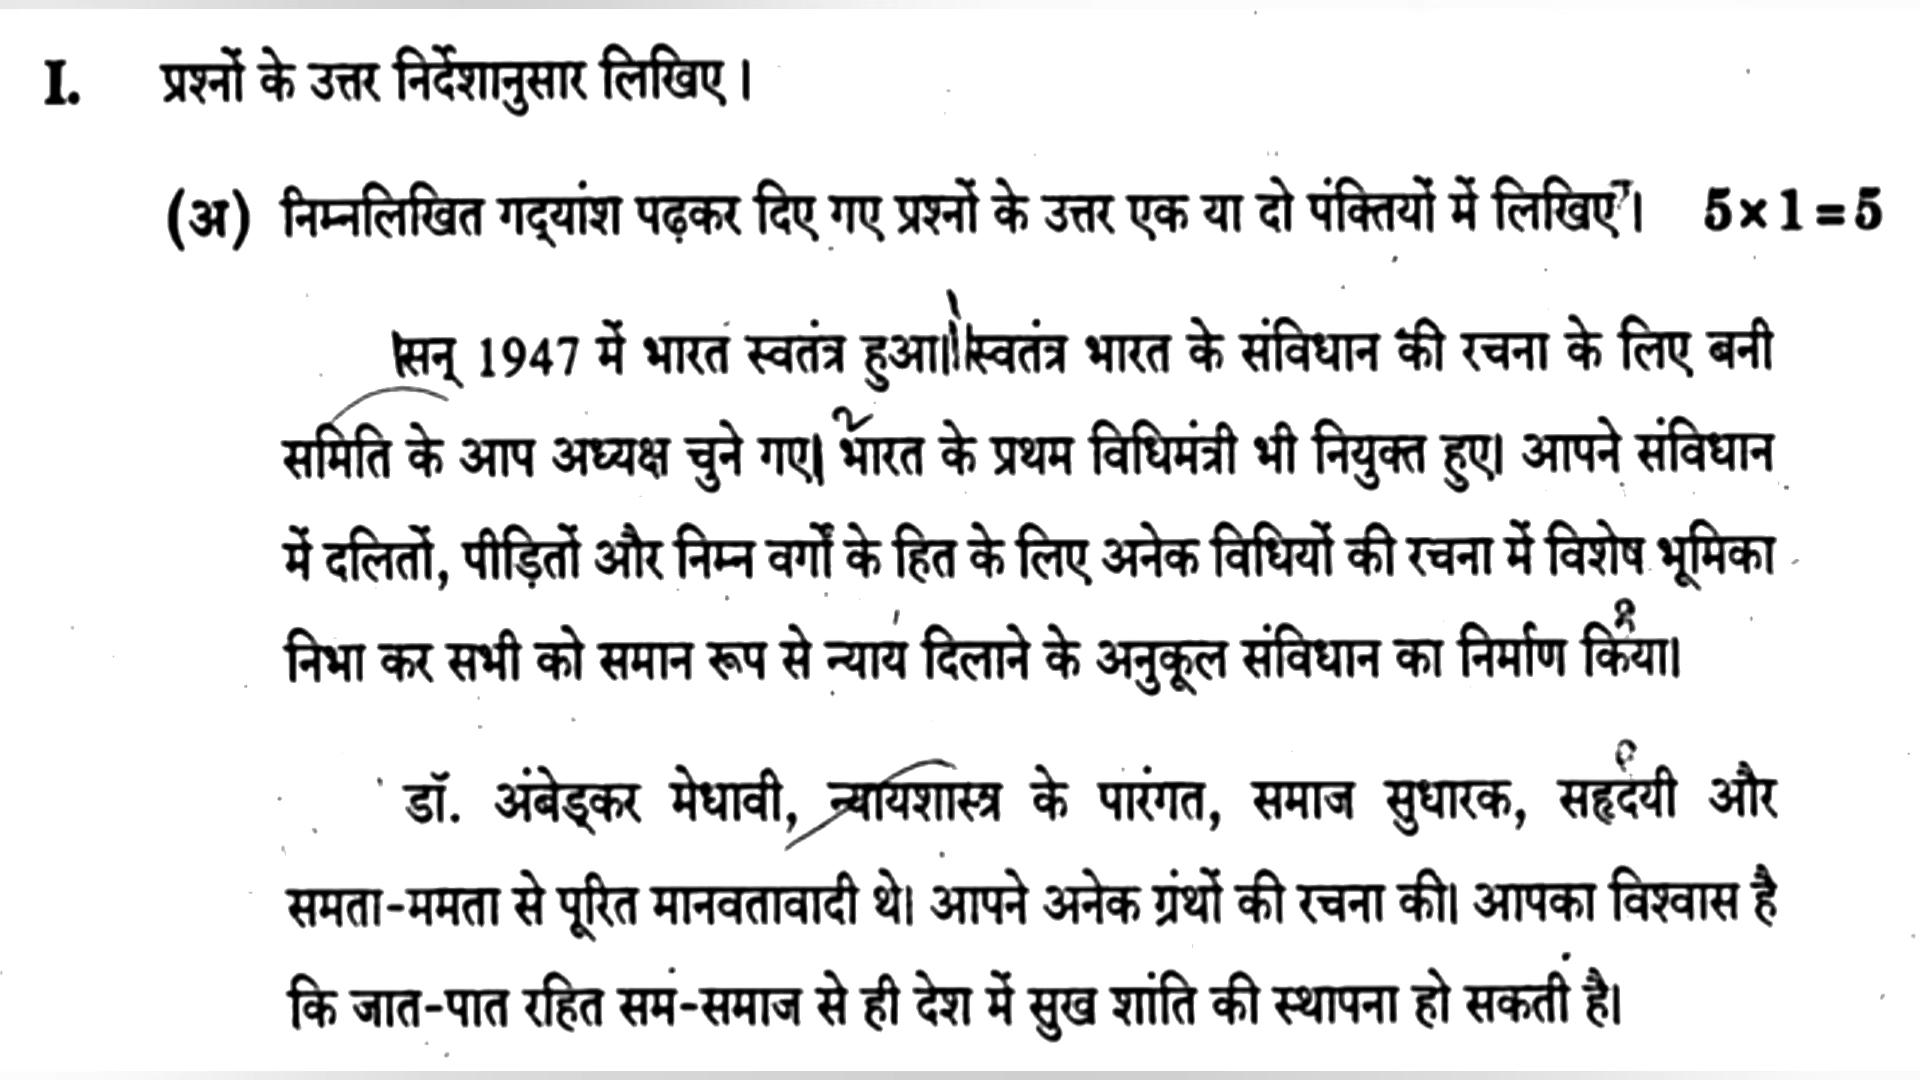 I. प्रश्नों के उत्तर निर्देशानुसार लिखिए।
(अ) निम्नलिखित गद्यांश पढ़कर दिए गए प्रश्नों के उत्तर एक या दो पंक्तियों में लिखिए। 5×1=5
सन् 1947 में भारत स्वतंत्र हुआ। स्वतंत्र भारत के संविधान की रचना के लिए बनी
समिति के आप अध्यक्ष चुने गए। भारत के प्रथम विधिमंत्री भी नियुक्त हुए। आपने संविधान
में दलितों, पीड़ितों और निम्न वर्गों के हित के लिए अनेक विधियों की रचना में विशेष भूमिका
निभा कर सभी को समान रूप से न्याय दिलाने के अनुकूल संविधान का निर्माण किया।
डॉ. अंबेड्कर मेधावी, न्यायशास्त्र के पारंगत, समाज सुधारक, सहृदयी और
समता-ममता से पूरित मानवतावादी थे। आपने अनेक ग्रंथों की रचना की। आपका विश्वास है
कि जात-पात रहित सम-समाज से ही देश में सुख शांति की स्थापना हो सकती है।